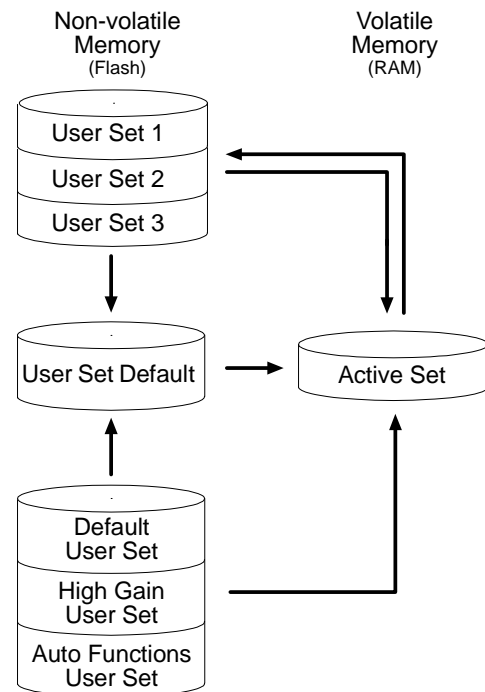 Non-volatile
Memory
(Flash)
Volatile
Memory
(RAM)
User Set 1
User Set 2
User Set 3
User Set Default
Active Set
Default
User Set
High Gain
User Set
Auto Functions
User Set